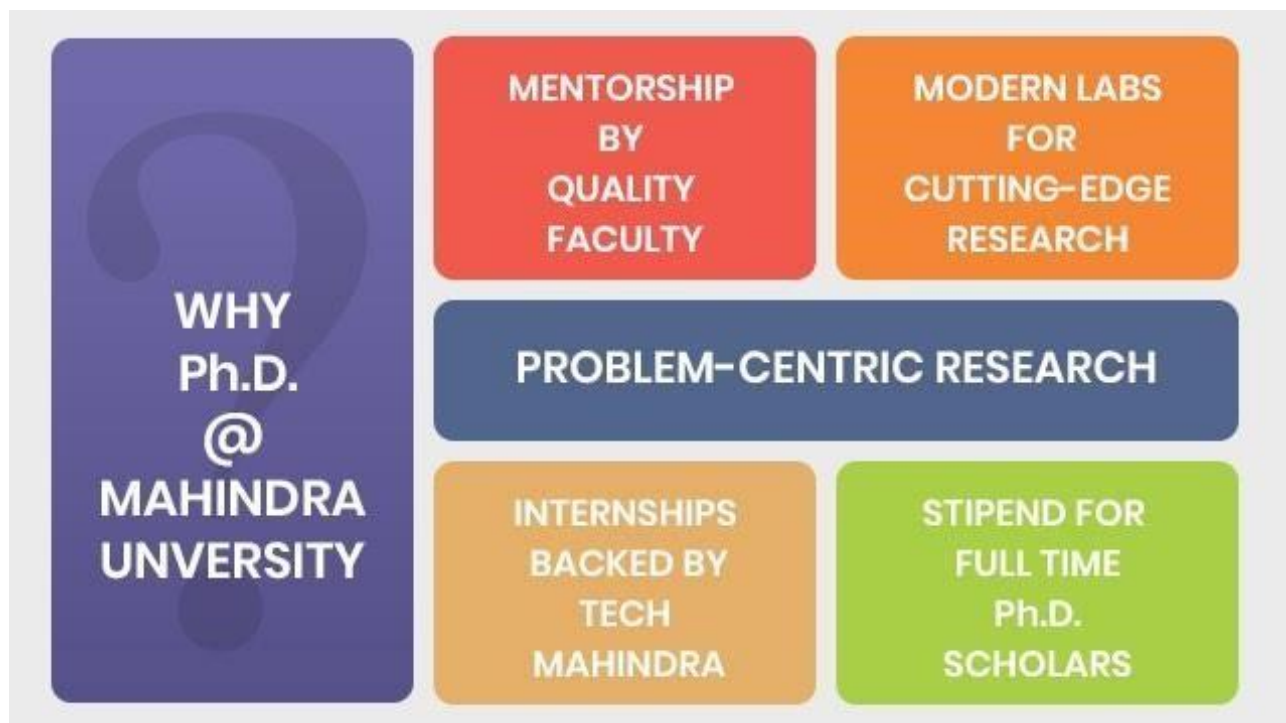 WHY
Ph.D.
@
MAHINDRA
UNVERSITY
MENTORSHIP
BY
QUALITY
FACULTY
MODERN LABS
FOR
CUTTING-EDGE
RESEARCH
PROBLEM-CENTRIC RESEARCH
INTERNSHIPS
BACKED BY
TECH
MAHINDRA
STIPEND FOR
FULL TIME
Ph.D.
SCHOLARS